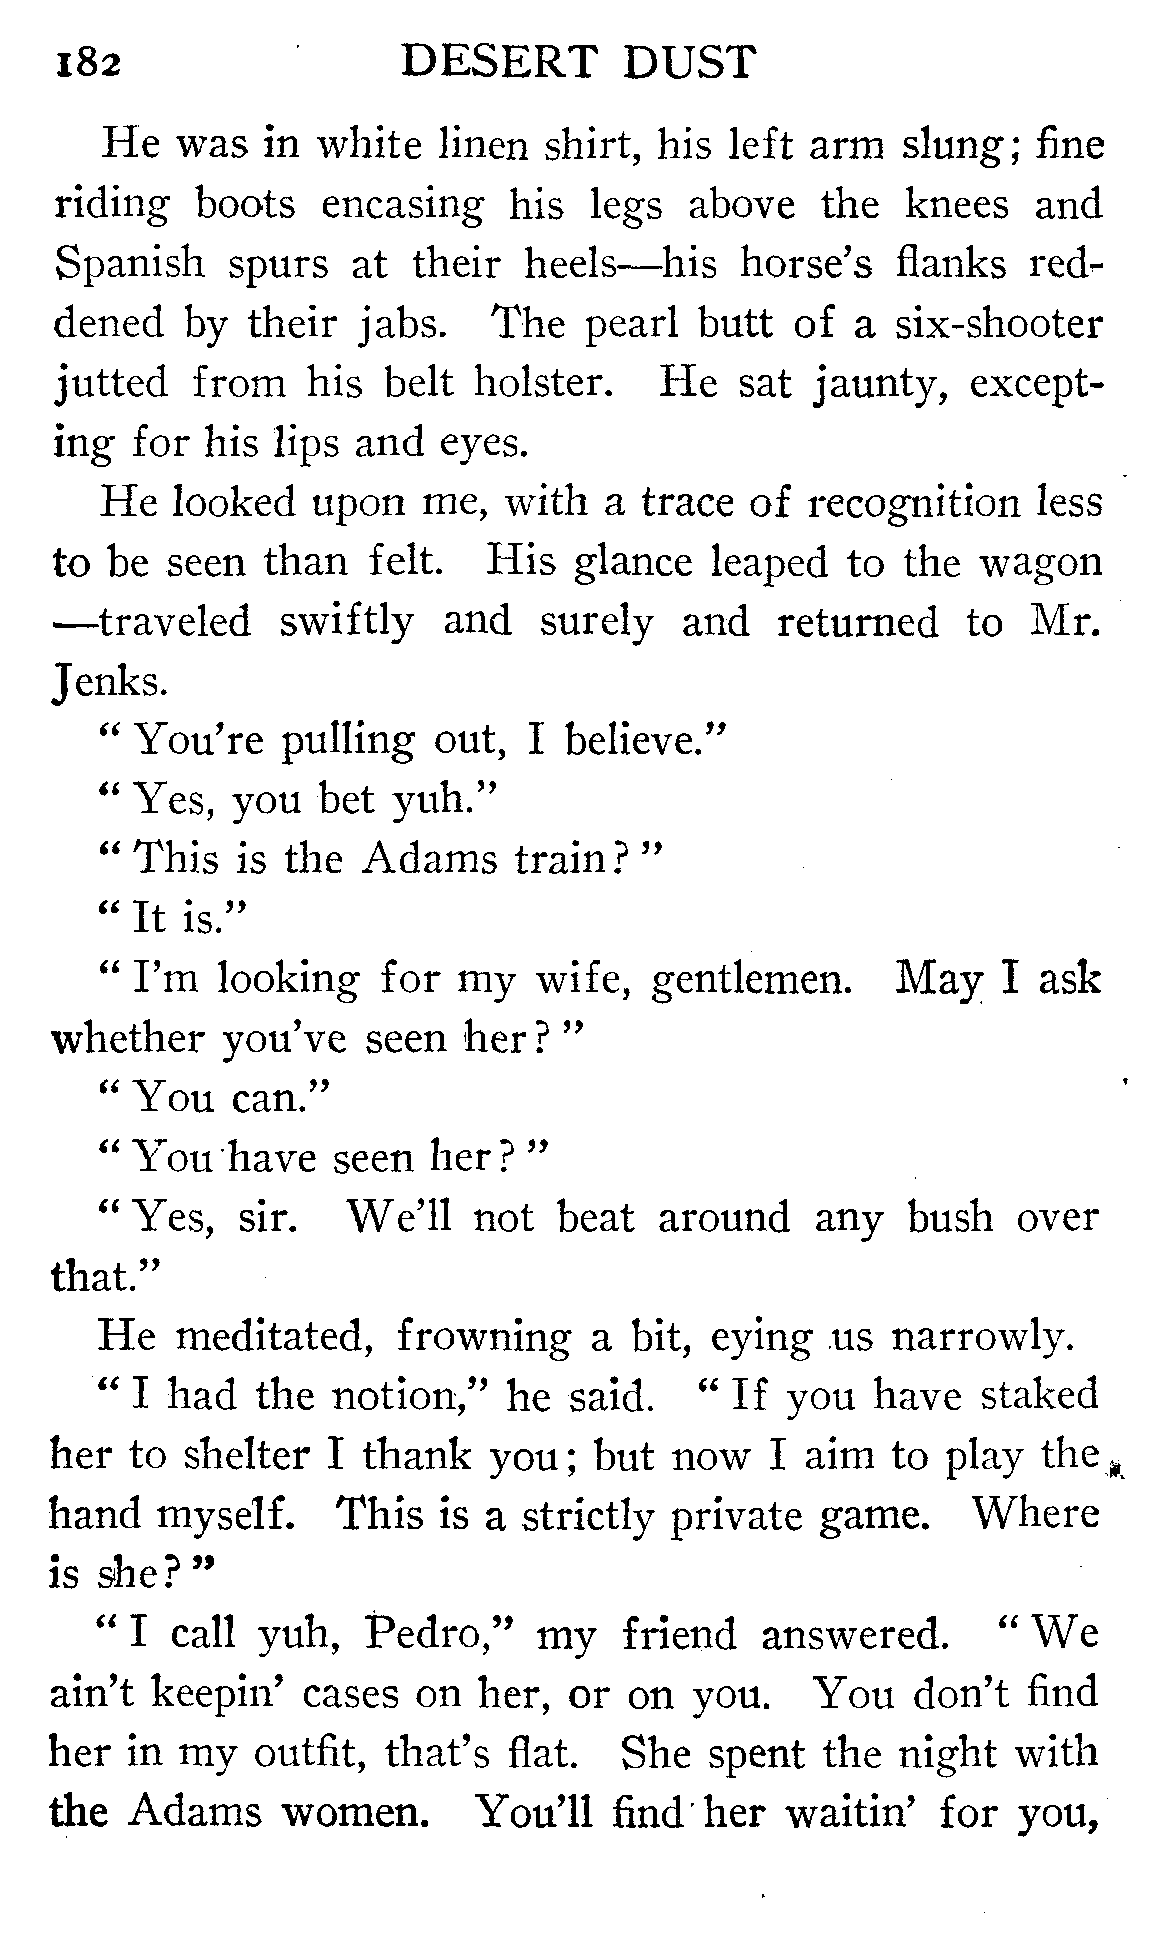 182 DESERT DUST
He was in white linen shirt, his left arm slung; fine
riding boots encasing his legs above the knees and
Spanish spurs at their heels—his horse's flanks red-
dened by their jabs. The pearl butt of a six-shooter
jutted from his belt holster. He sat jaunty, except-
ing for his lips and eyes.
He looked upon me, with a trace of recognition less
to be seen than felt. His glance leaped to the wagon
—traveled swiftly and surely and returned to Mr.
Jenks.
“ You're pulling out, I believe.”
“ Yes, you bet yuh.”
“ This is the Adams train? ”
“ It is.”
“ I'm looking for my wife, gentlemen. May I ask
whether you've seen her? ”
“ You can.”
“ You have seen her? ”
“ Yes, sir. We'll not beat around any bush over
that.”
He meditated, frowning a bit, eying us narrowly.
“ I had the notion,” he said. “ If you have staked
her to shelter I thank you; but now I aim to play the
hand myself. This is a strictly private game. Where
is she? ”
“ I call yuh, Pedro,” my friend answered. “ We
ain't keepin' cases on her, or on you. You don't find
her in my outfit, that's flat. She spent the night with
the Adams women. You'll find her waitin' for you,